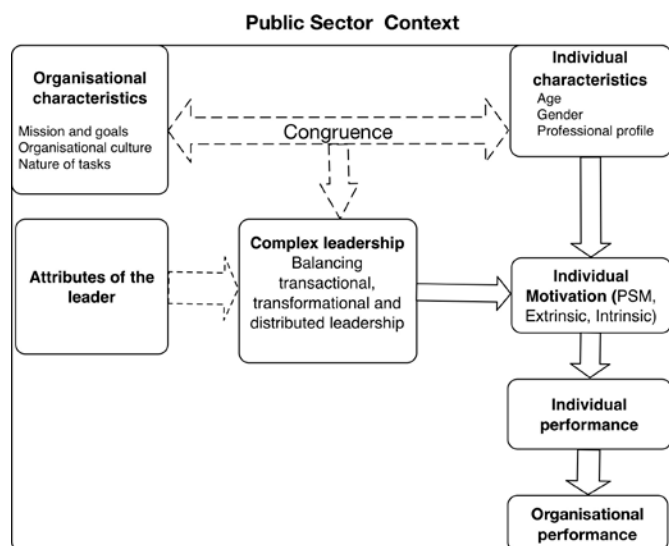 Public Sector Context
Organisational
characteristics
Mission and goals
Organisational culture
Nature of tasks
Congruence
Individual
characteristics
Age
Gender
Professional profile
Attributes of the
leader
Complex leadership
Balancing
transactional,
transformational and
distributed leadership
Individual
Motivation (PSM,
Extrinsic, Intrinsic)
Individual
performance
Organisational
performance